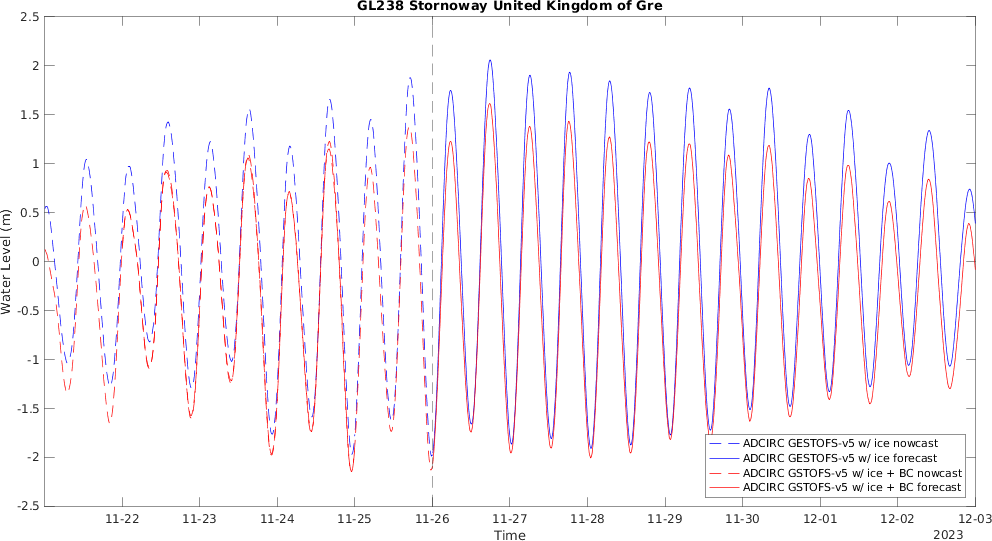 GL238 Stornoway United Kingdom of Gre
2.5
2
1.5
1
0.5
0
-0.5
-1
-1.5
-2
-2.5
Water Level (m)
ADCIRC GESTOFS-v5 w/ ice nowcast
ADCIRC GESTOFS-v5 w/ ice forecast
ADCIRC GSTOFS-v5 w/ ice + BC nowcast
ADCIRC GSTOFS-v5 w/ ice + BC forecast
11-22 11-23 11-24 11-25 11-26 11-27 11-28 11-29 11-30 12-01 12-02 12-03
Time
2023